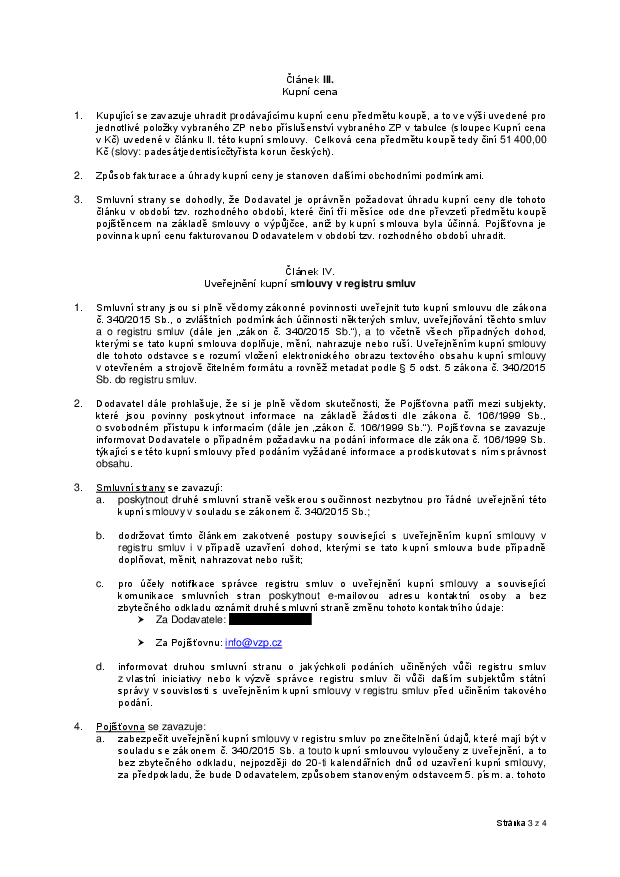 Článek III.
Kupní cena
1. Kupující se zavazuje uhradit prodávajícímu kupní cenu předmětu koupě, a to ve výši uvedené pro
jednotlivé položky vybraného ZP nebo příslušenství vybraného ZP v tabulce (sloupec Kupní cena
v Kč) uvedené v článku II. této kupní smlouvy. Celková cena předmětu koupě tedy činí 51 400,00
Kč (slovy: padesátjedentisícčtyřista korun českých).
2. Způsob fakturace a úhrady kupní ceny je stanoven dalšími obchodními podmínkami.
3. Smluvní strany se dohodly, že Dodavatel je oprávněn požadovat úhradu kupní ceny dle tohoto
článku v období tzv. rozhodného období, které činí tři měsíce ode dne převzetí předmětu koupě
pojištěncem na základě smlouvy o výpůjčce, aniž by kupní smlouva byla účinná. Pojišťovna je
povinna kupní cenu fakturovanou Dodavatelem v období tzv. rozhodného období uhradit.
Článek IV.
Uveřejnění kupní smlouvy v registru smluv
1. Smluvní strany jsou si plně vědomy zákonné povinnosti uveřejnit tuto kupní smlouvu dle zákona
č. 340/2015 Sb., o zvláštních podmínkách účinnosti některých smluv, uveřejňování těchto smluv
a o registru smluv (dále jen „zákon č. 340/2015 Sb.“), a to včetně všech případných dohod,
kterými se tato kupní smlouva doplňuje, mění, nahrazuje nebo ruší. Uveřejněním kupní smlouvy
dle tohoto odstavce se rozumí vložení elektronického obrazu textového obsahu kupní smlouvy
v otevřeném a strojově čitelném formátu a rovněž metadat podle § 5 odst. 5 zákona č. 340/2015
Sb. do registru smluv.
2. Dodavatel dále prohlašuje, že si je plně vědom skutečnosti, že Pojišťovna patří mezi subjekty,
které jsou povinny poskytnout informace na základě žádosti dle zákona č. 106/1999 Sb.,
o svobodném přístupu k informacím (dále jen „zákon č. 106/1999 Sb.“). Pojišťovna se zavazuje
informovat Dodavatele o případném požadavku na podání informace dle zákona č. 106/1999 Sb.
týkající se této kupní smlouvy před podáním vyžádané informace a prodiskutovat s ním správnost
obsahu.
3. Smluvní strany se zavazují:
a. poskytnout druhé smluvní straně veškerou součinnost nezbytnou pro řádné uveřejnění této
kupní smlouvy v souladu se zákonem č. 340/2015 Sb.;
b. dodržovat tímto článkem zakotvené postupy související s uveřejněním kupní smlouvy v
registru smluv i v případě uzavření dohod, kterými se tato kupní smlouva bude případně
doplňovat, měnit, nahrazovat nebo rušit;
c. pro účely notifikace správce registru smluv o uveřejnění kupní smlouvy a související
komunikace smluvních stran poskytnout e-mailovou adresu kontaktní osoby a bez
zbytečného odkladu oznámit druhé smluvní straně změnu tohoto kontaktního údaje:
➢ Za Dodavatele:
➢ Za Pojišťovnu: info@vzp.cz
d. informovat druhou smluvní stranu o jakýchkoli podáních učiněných vůči registru smluv
z vlastní iniciativy nebo k výzvě správce registru smluv či vůči dalším subjektům státní
správy v souvislosti s uveřejněním kupní smlouvy v registru smluv před učiněním takového
podání.
4. Pojišťovna se zavazuje:
a. zabezpečit uveřejnění kupní smlouvy v registru smluv po znečitelnění údajů, které mají být v
souladu se zákonem č. 340/2015 Sb. a touto kupní smlouvou vyloučeny z uveřejnění, a to
bez zbytečného odkladu, nejpozději do 20-ti kalendářních dnů od uzavření kupní smlouvy,
za předpokladu, že bude Dodavatelem, způsobem stanoveným odstavcem 5. písm. a. tohoto
Stránka 3 z 4